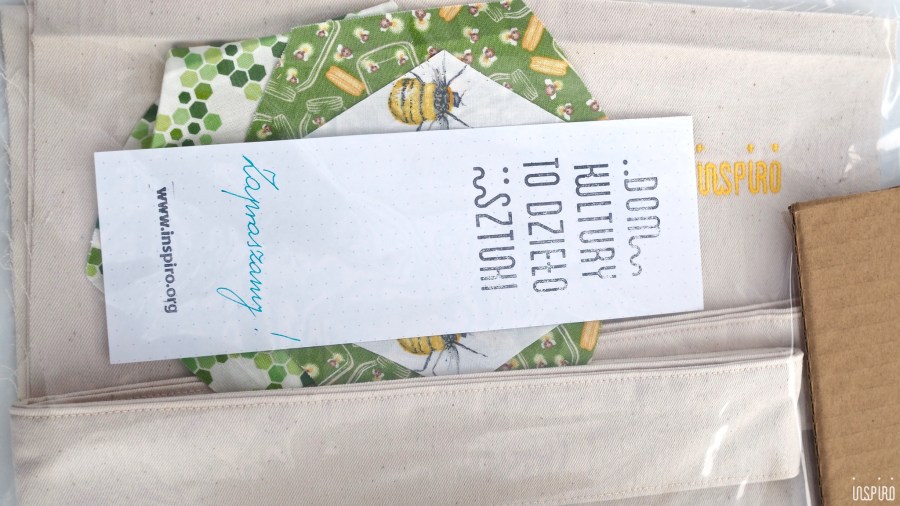 DOM
KULTURY
TO DZIEŁO
SZTUKI
Zapraszamy!
www.inspiro.org
INSPIRO
INSPIRO